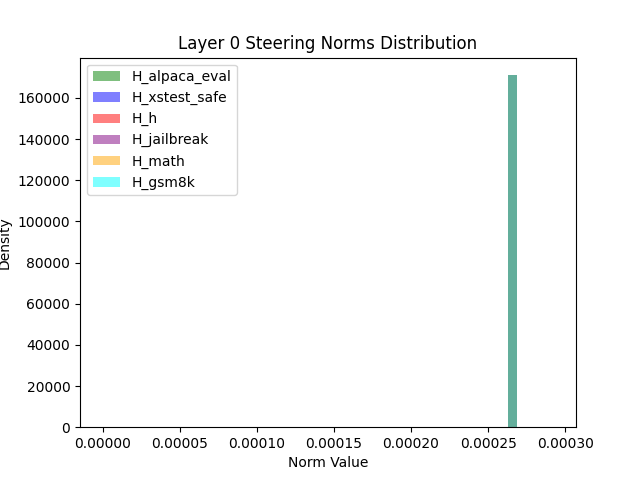 Layer 0 Steering Norms Distribution
H_alpaca_eval
H_xstest_safe
H_h
H_jailbreak
H_math
H_gsm8k
Density
160000
140000
120000
100000
80000
60000
40000
20000
0
0.00000 0.00005 0.00010 0.00015 0.00020 0.00025 0.00030
Norm Value